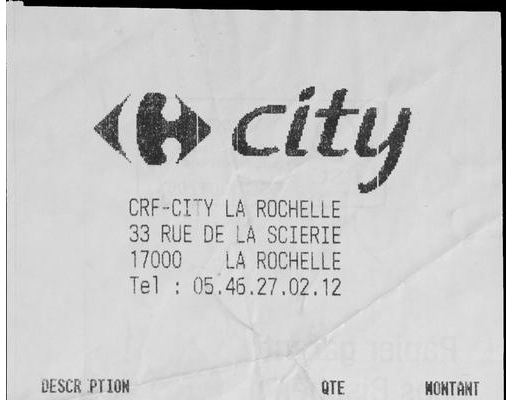 city
CRF-CITY LA ROCHELLE
33 RUE DE LA SCIERIE
17000 LA ROCHELLE
Tel : 05.46.27.02.12
DESCR PTION QTE MONTANT